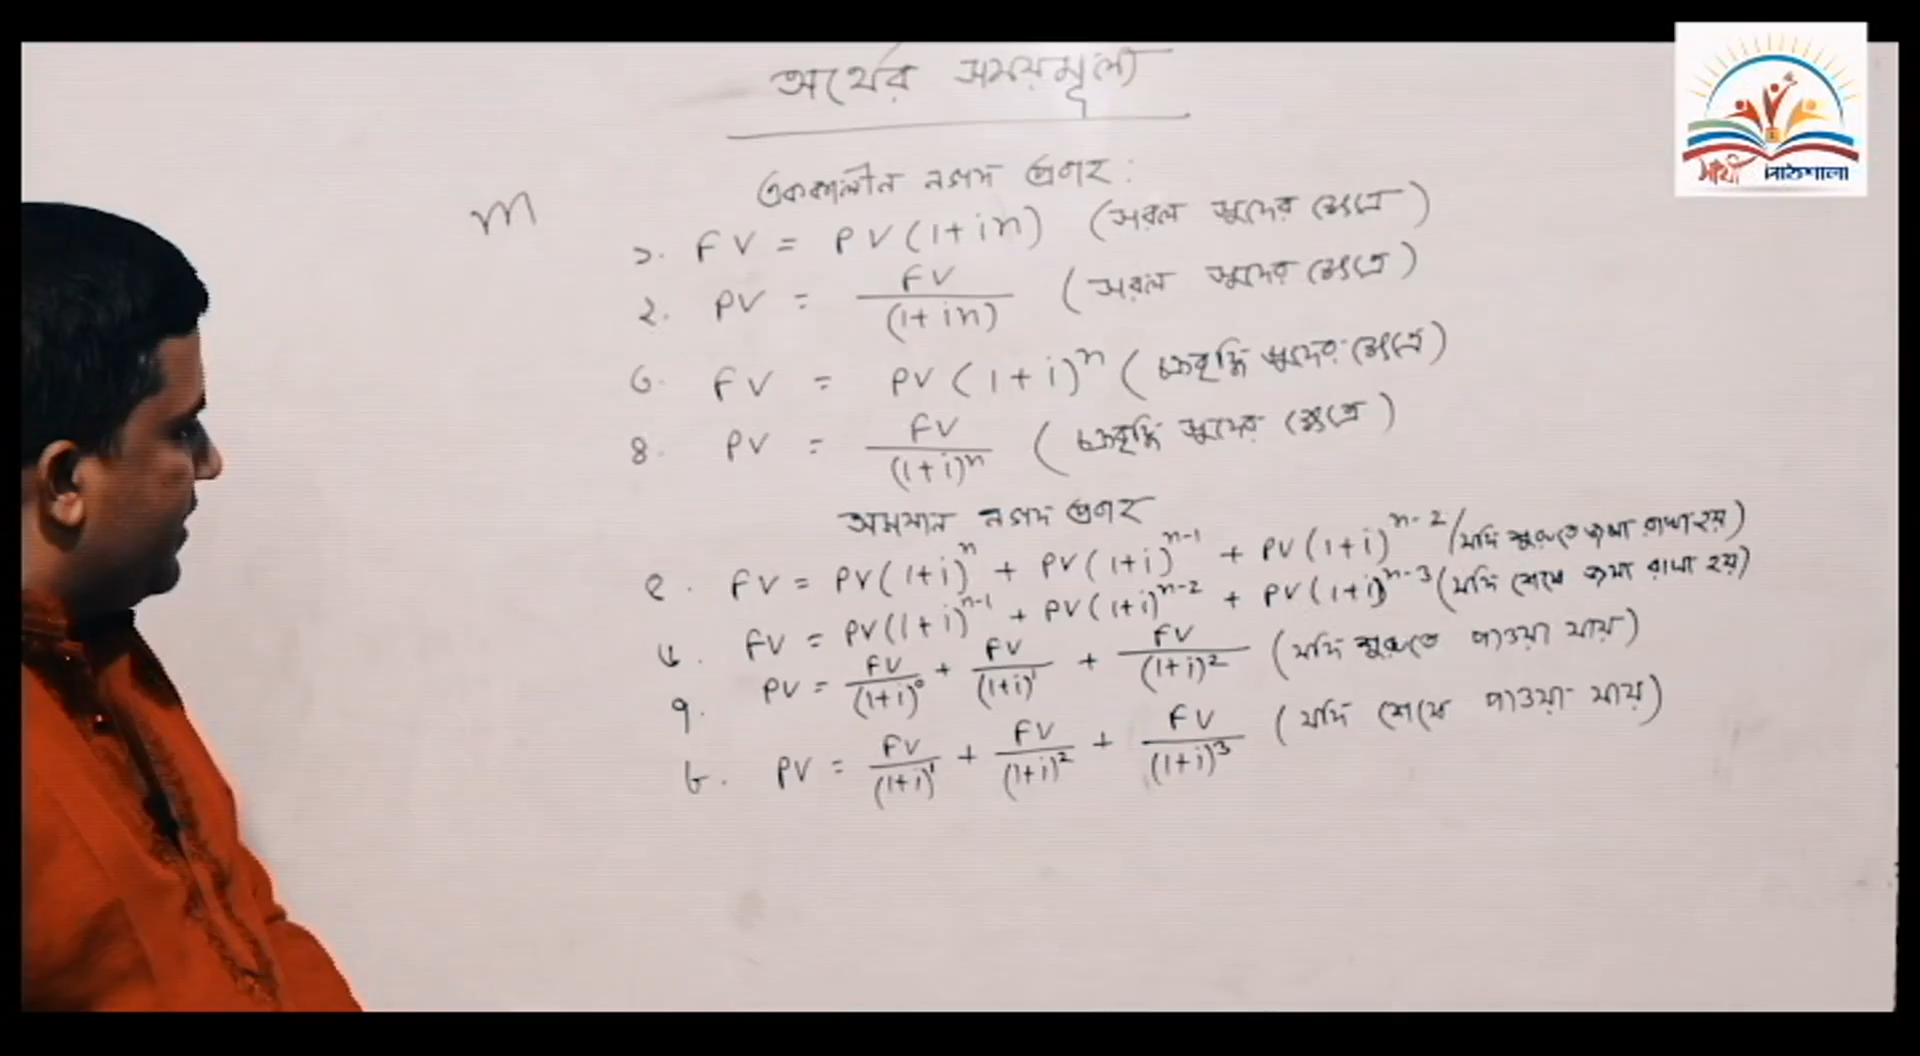 অর্থের সময়মূল্য
এককালীন নগদ প্রবাহ :
m
১. FV = PV(1+in) (সরল সুদের ক্ষেত্রে)
২. PV = FV/(1+in) (সরল সুদের ক্ষেত্রে)
৩. FV = PV(1+i)^n (চক্রবৃদ্ধি সুদের ক্ষেত্রে)
৪. PV = FV/(1+i)^n (চক্রবৃদ্ধি সুদের ক্ষেত্রে)
অসমান নগদ প্রবাহ
৫. FV = PV(1+i)^n + PV(1+i)^n-1 + PV(1+i)^n-2 (যদি শুরুতে জমা রাখা হয়)
৬. FV = PV(1+i)^n-1 + PV(1+i)^n-2 + PV(1+i)^n-3 (যদি শেষে জমা রাখা হয়)
৭. PV = FV/(1+i)^0 + FV/(1+i)^1 + FV/(1+i)^2 (যদি শুরুতে পাওয়া যায়)
৮. PV = FV/(1+i)^1 + FV/(1+i)^2 + FV/(1+i)^3 (যদি শেষে পাওয়া যায়)
সাথী পাঠশালা